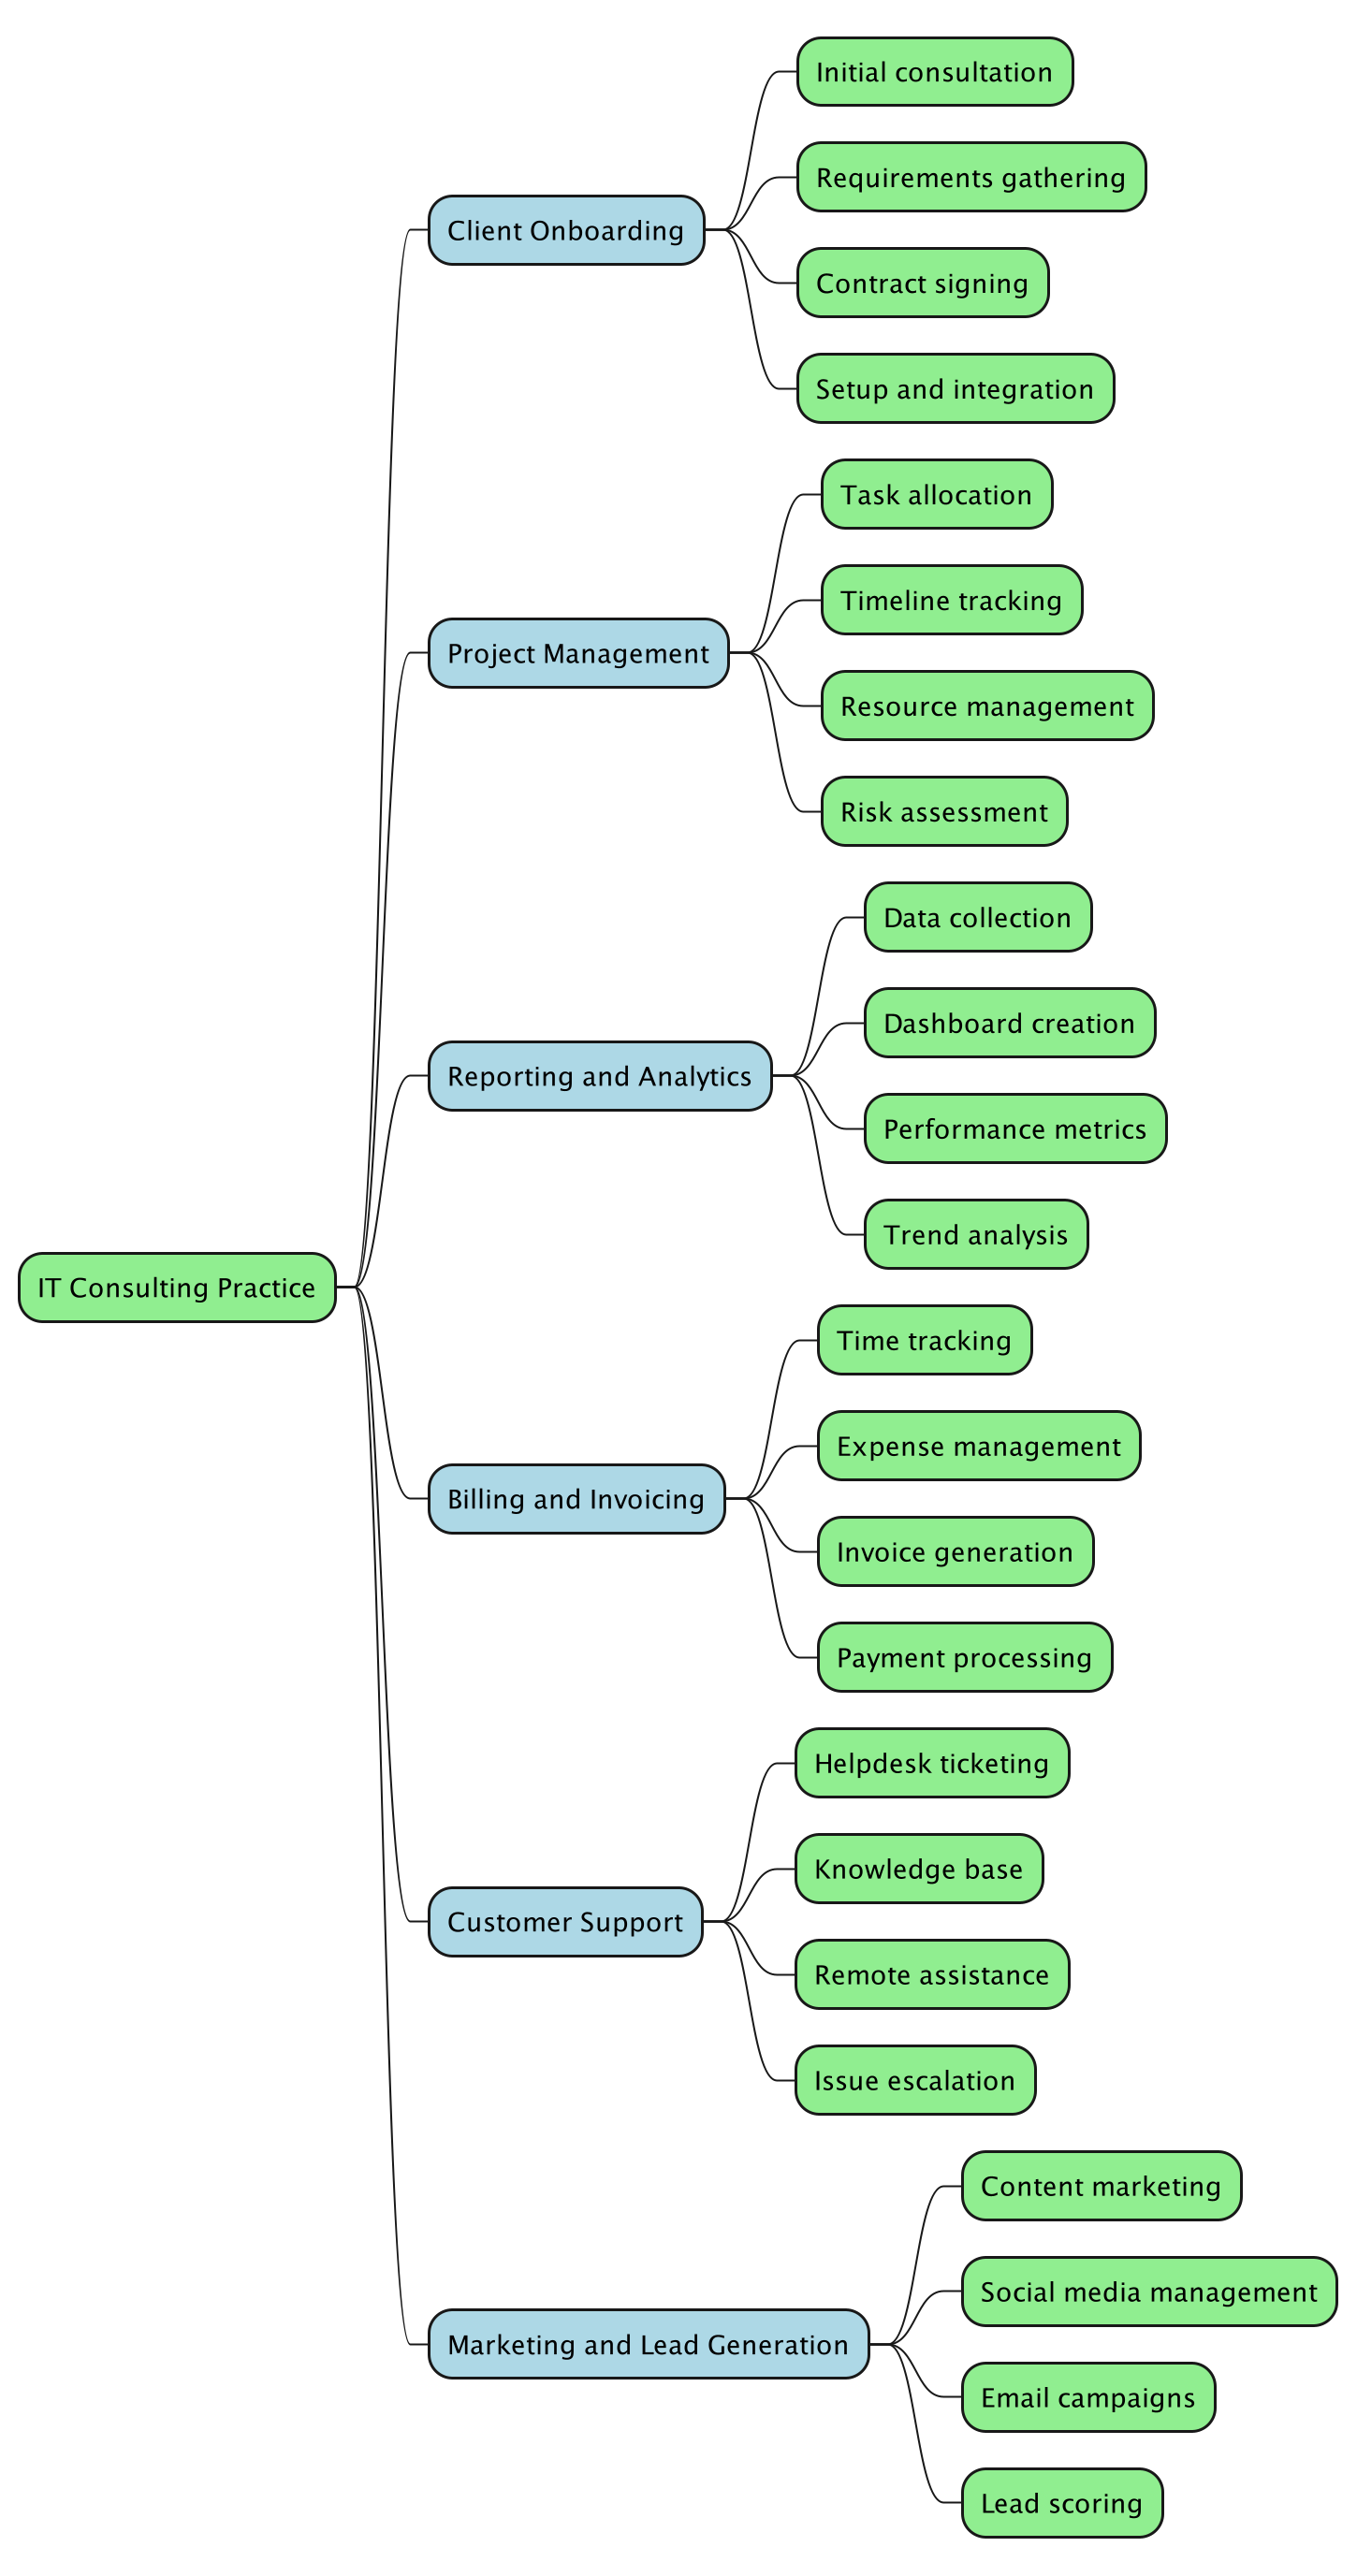 Initial consultation
Requirements gathering
Client Onboarding
Contract signing
Setup and integration
Task allocation
Timeline tracking
Project Management
Resource management
Risk assessment
Data collection
Dashboard creation
Reporting and Analytics
Performance metrics
Trend analysis
IT Consulting Practice
Time tracking
Expense management
Billing and Invoicing
Invoice generation
Payment processing
Helpdesk ticketing
Knowledge base
Customer Support
Remote assistance
Issue escalation
Content marketing
Social media management
Marketing and Lead Generation
Email campaigns
Lead scoring